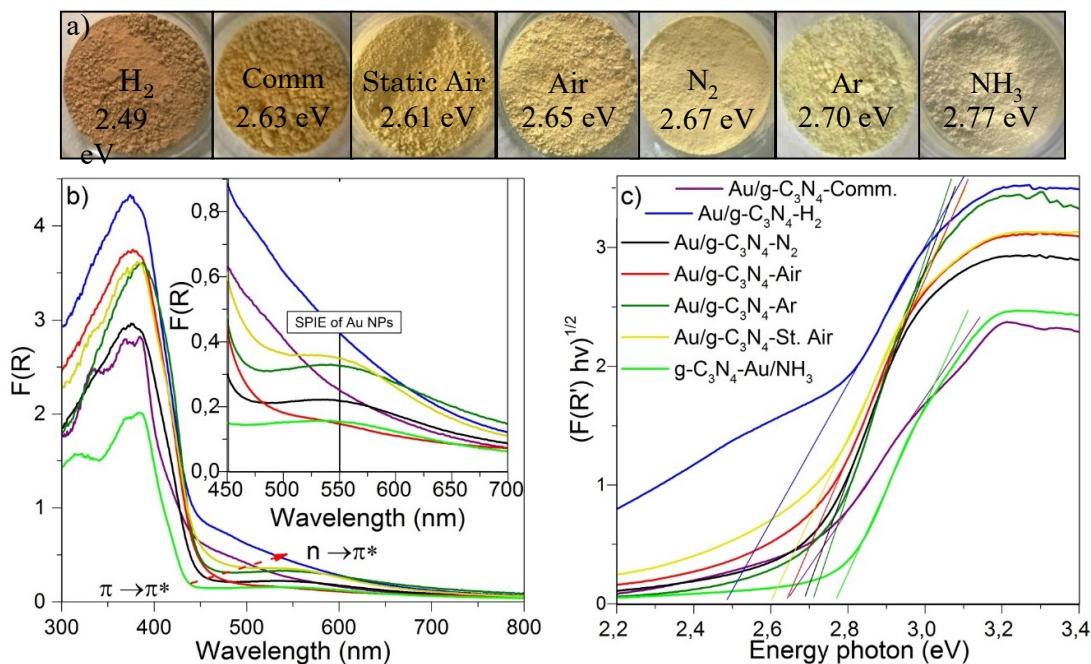 a)
H₂
2.49
eV
Comm
2.63 eV
Static Air
2.61 eV
Air
2.65 eV
N₂
2.67 eV
Ar
2.70 eV
NH₃
2.77 eV
b)
F(R)
4
3
2
1
0
300 400 500 600 700 800
Wavelength (nm)
π→π*
n→π*
F(R)
0,8
0,6
0,4
0,2
0,0
450 500 550 600 650 700
Wavelength (nm)
SPIE of Au NPs
c)
(F(R') hν)^1/2
3
2
1
0
2,2 2,4 2,6 2,8 3,0 3,2 3,4
Energy photon (eV)
Au/g-C₃N₄-Comm.
Au/g-C₃N₄-H₂
Au/g-C₃N₄-N₂
Au/g-C₃N₄-Air
Au/g-C₃N₄-Ar
Au/g-C₃N₄-St. Air
g-C₃N₄-Au/NH₃